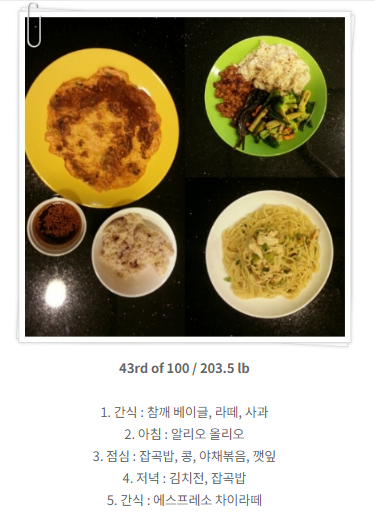 43rd of 100 / 203.5 lb
1. 간식 : 참깨 베이글, 라떼, 사과
2. 아침 : 알리오 올리오
3. 점심 : 잡곡밥, 콩, 야채볶음, 깻잎
4. 저녁 : 김치전, 잡곡밥
5. 간식 : 에스프레소 차이라떼